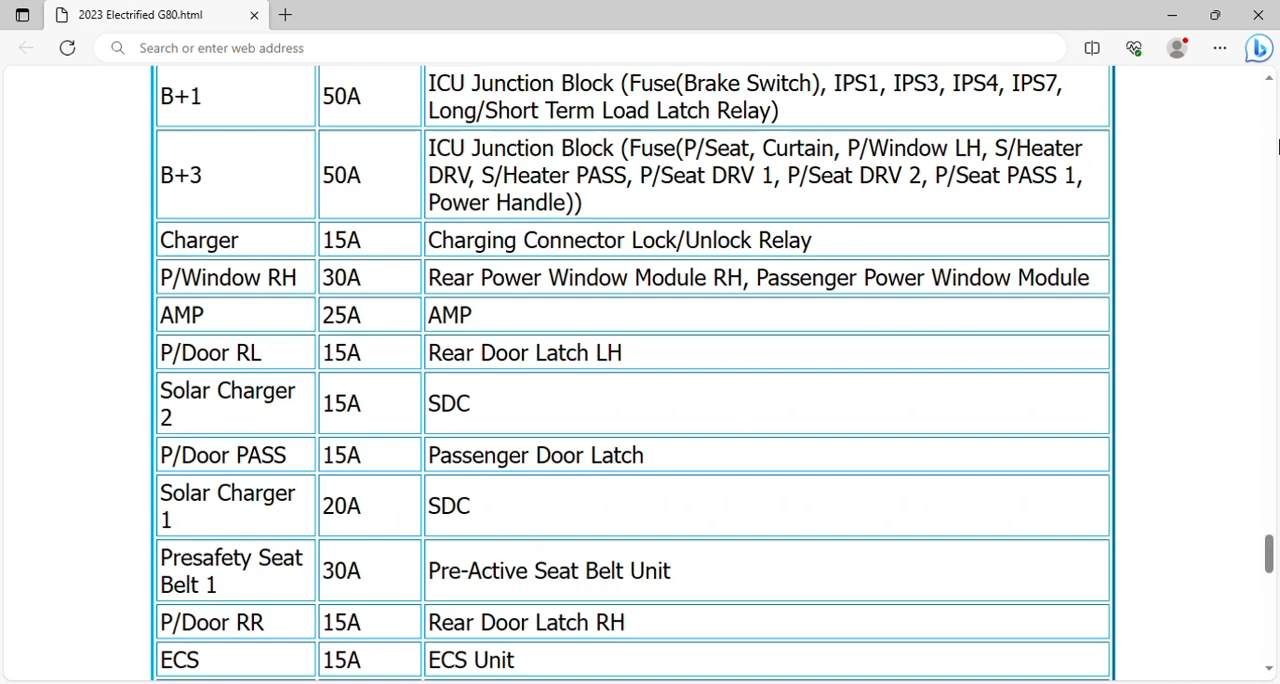 2023 Electrified G80.html
Search or enter web address
B+1 50A ICU Junction Block (Fuse(Brake Switch), IPS1, IPS3, IPS4, IPS7,
Long/Short Term Load Latch Relay)
B+3 50A ICU Junction Block (Fuse(P/Seat, Curtain, P/Window LH, S/Heater
DRV, S/Heater PASS, P/Seat DRV 1, P/Seat DRV 2, P/Seat PASS 1,
Power Handle))
Charger 15A Charging Connector Lock/Unlock Relay
P/Window RH 30A Rear Power Window Module RH, Passenger Power Window Module
AMP 25A AMP
P/Door RL 15A Rear Door Latch LH
Solar Charger
2 15A SDC
P/Door PASS 15A Passenger Door Latch
Solar Charger
1 20A SDC
Presafety Seat
Belt 1 30A Pre-Active Seat Belt Unit
P/Door RR 15A Rear Door Latch RH
ECS 15A ECS Unit